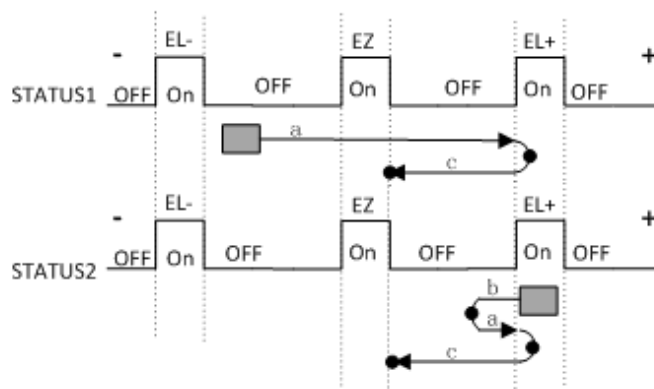 - EL- EZ EL+ +
STATUS1 OFF On OFF On OFF On OFF
a
c
- EL- EZ EL+ +
STATUS2 OFF On OFF On OFF On OFF
b
a
c